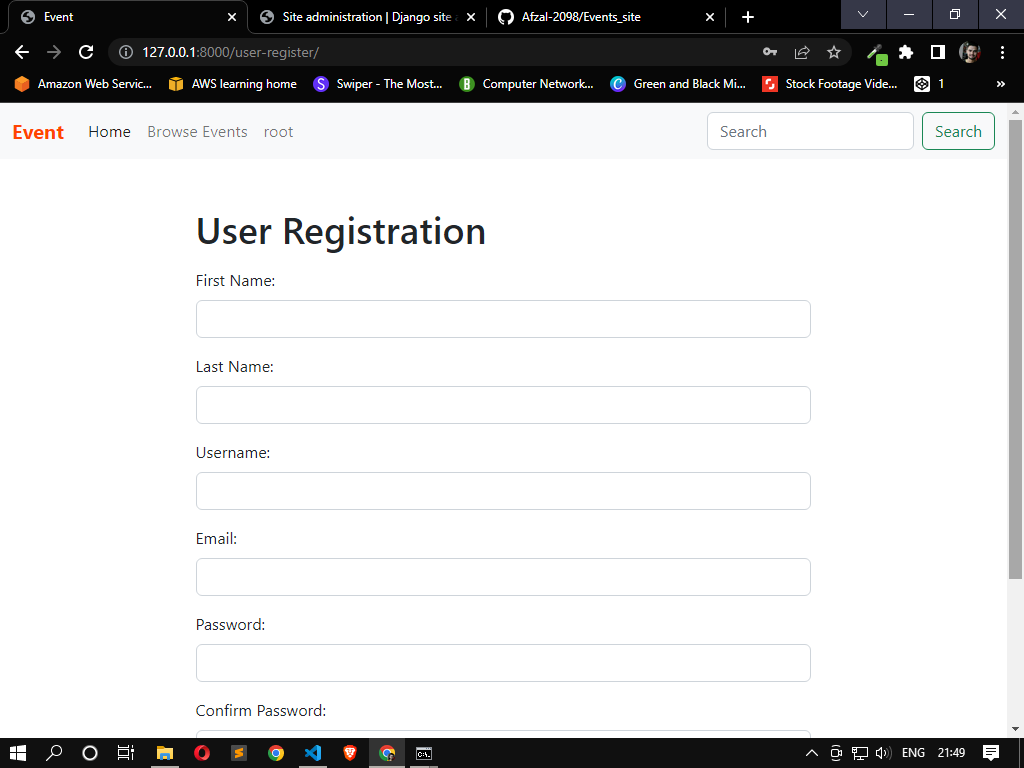 Event
Site administration | Django site a
Afzal-2098/Events_site
127.0.0.1:8000/user-register/
Amazon Web Servic...
AWS learning home
S
Swiper - The Most...
B
Computer Network...
C
Green and Black Mi...
Stock Footage Vide...
1
»
Event
Home
Browse Events
root
Search
Search
User Registration
First Name:
Last Name:
Username:
Email:
Password:
Confirm Password:
ENG
21:49